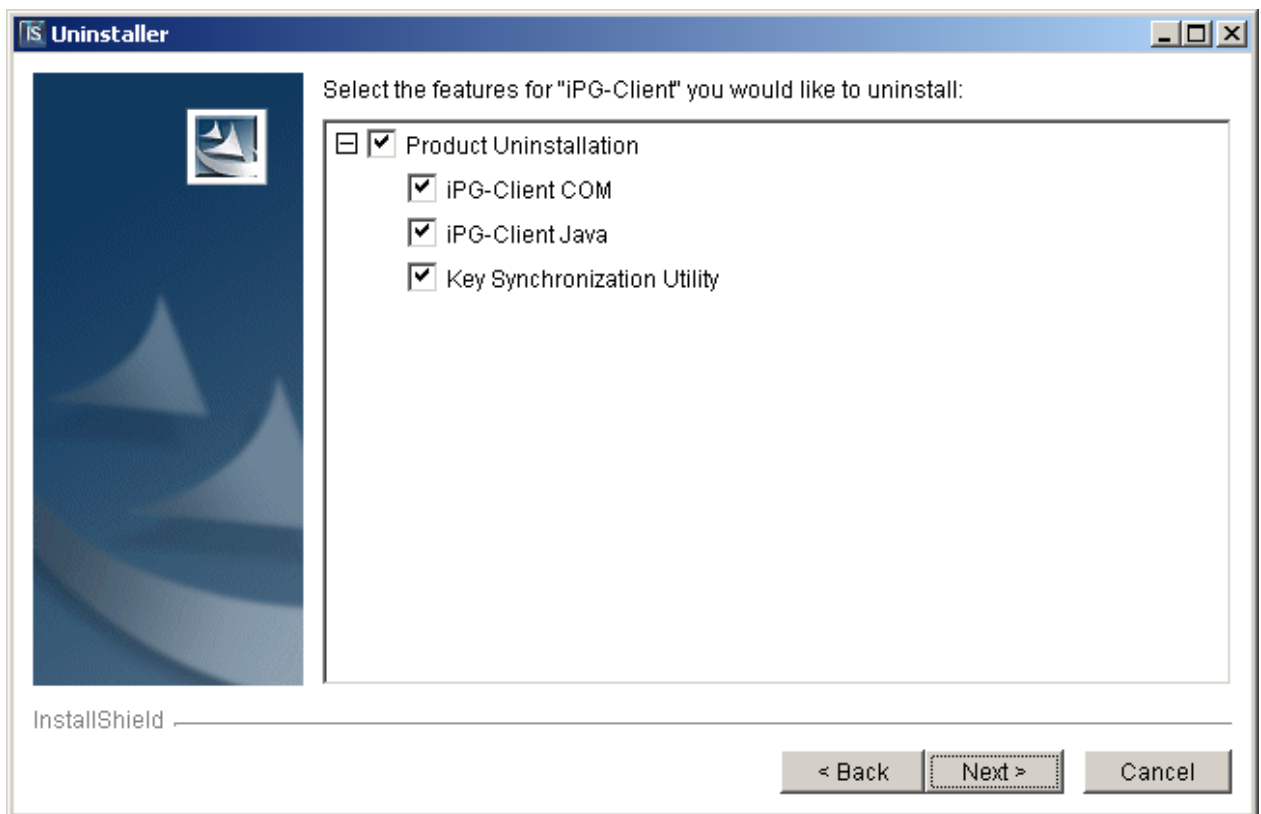 IS Uninstaller
Select the features for "iPG-Client" you would like to uninstall:
Product Uninstallation
iPG-Client COM
iPG-Client Java
Key Synchronization Utility
InstallShield
< Back Next > Cancel